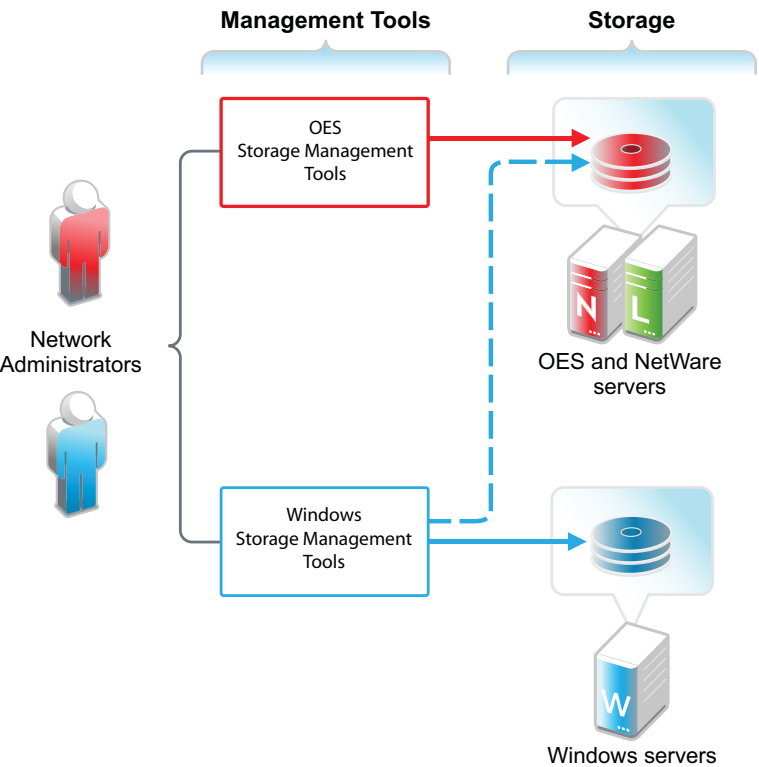 Management Tools
Storage
OES
Storage Management
Tools
N
L
OES and NetWare
servers
Network
Administrators
Windows
Storage Management
Tools
W
Windows servers